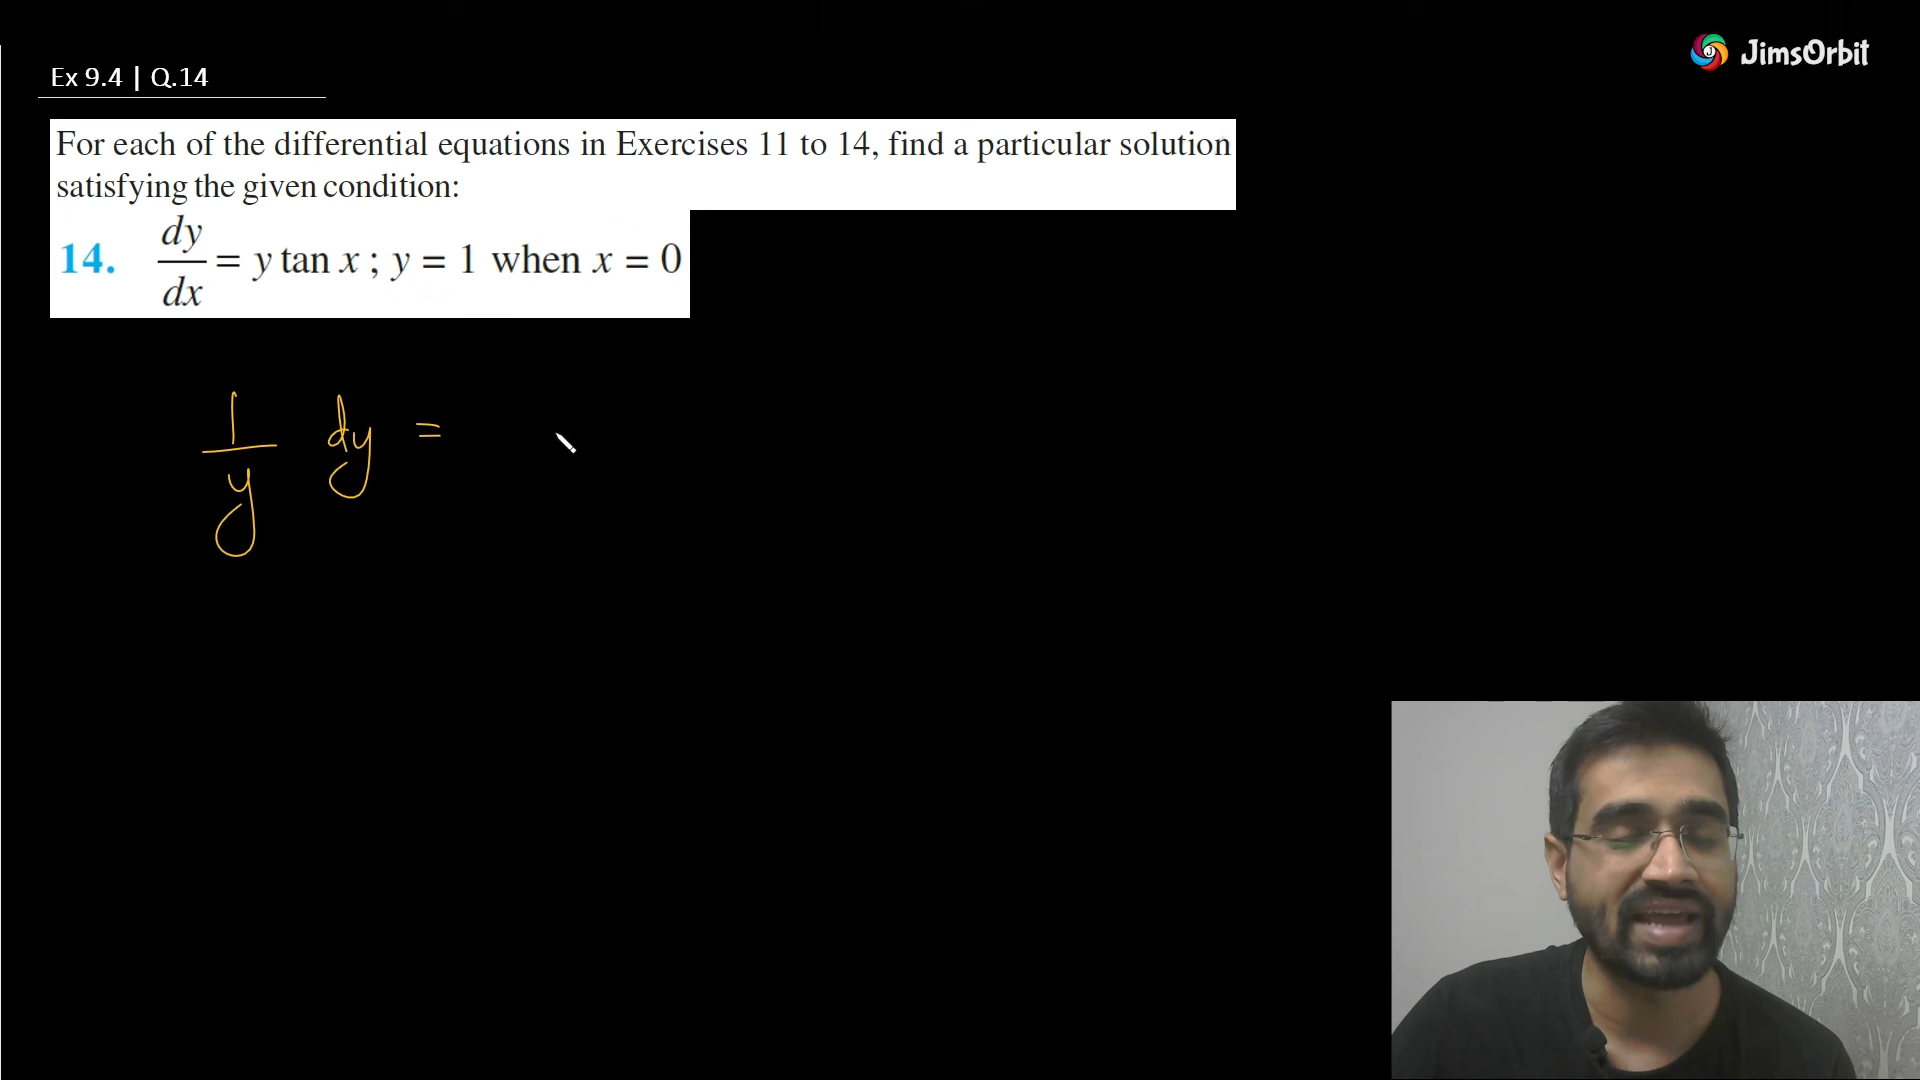 Ex 9.4 | Q.14
JimsOrbit
For each of the differential equations in Exercises 11 to 14, find a particular solution
satisfying the given condition:
14. dy/dx = y tan x ; y = 1 when x = 0
1/y dy =